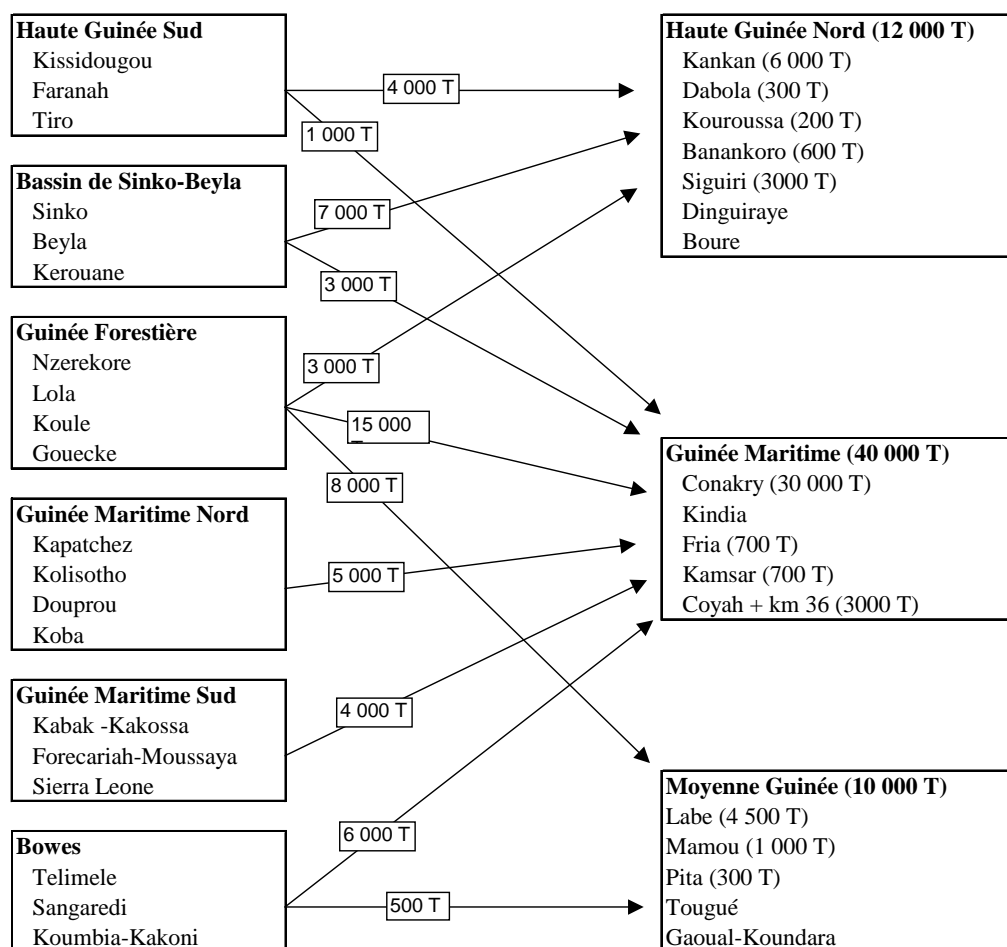 Haute Guinée Sud
Kissidougou
Faranah
Tiro
Bassin de Sinko-Beyla
Sinko
Beyla
Kerouane
Guinée Forestière
Nzerekore
Lola
Koule
Gouecke
Guinée Maritime Nord
Kapatchez
Kolisotho
Douprou
Koba
Guinée Maritime Sud
Kabak -Kakossa
Forecariah-Moussaya
Sierra Leone
Bowes
Telimele
Sangaredi
Koumbia-Kakoni
4 000 T
1 000 T
7 000 T
3 000 T
3 000 T
15 000
8 000 T
5 000 T
4 000 T
6 000 T
500 T
Haute Guinée Nord (12 000 T)
Kankan (6 000 T)
Dabola (300 T)
Kouroussa (200 T)
Banankoro (600 T)
Siguiri (3000 T)
Dinguiraye
Boure
Guinée Maritime (40 000 T)
Conakry (30 000 T)
Kindia
Fria (700 T)
Kamsar (700 T)
Coyah + km 36 (3000 T)
Moyenne Guinée (10 000 T)
Labe (4 500 T)
Mamou (1 000 T)
Pita (300 T)
Tougué
Gaoual-Koundara